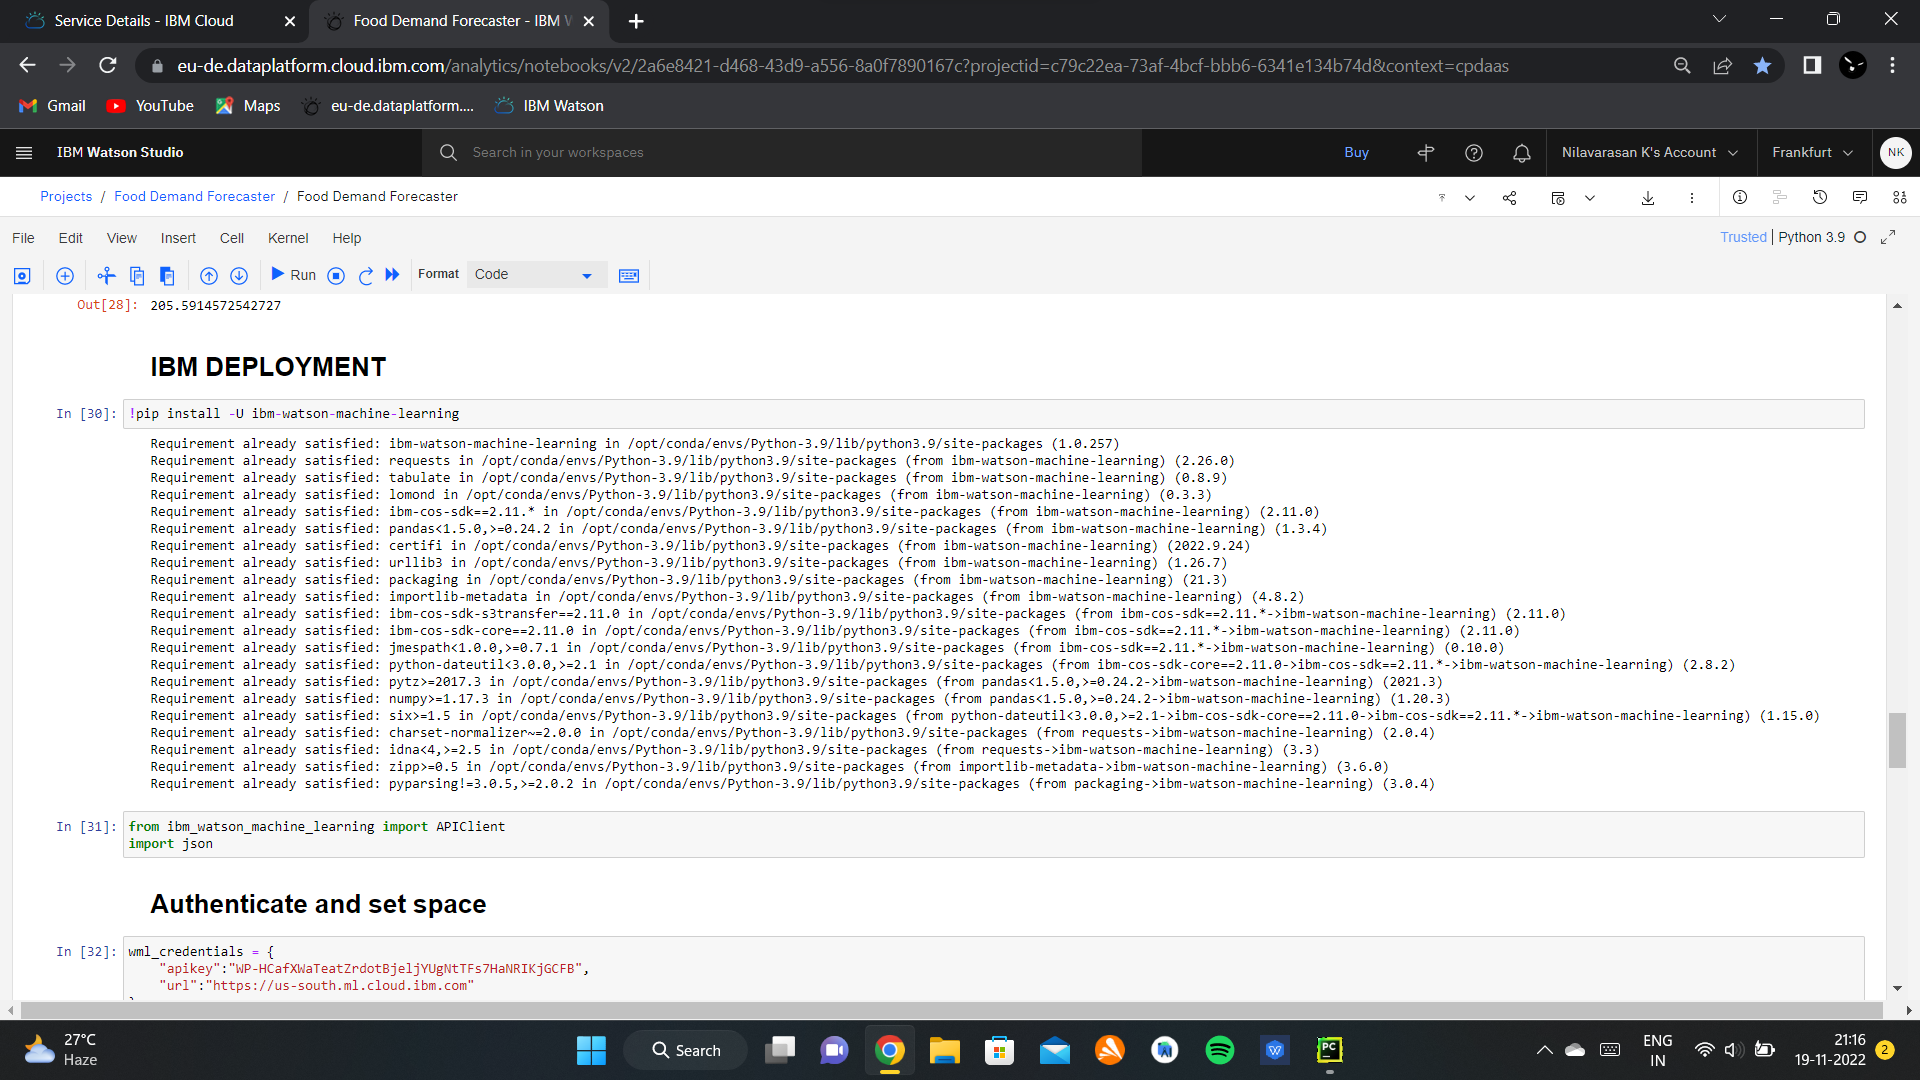 Service Details - IBM Cloud
Food Demand Forecaster - IBM W
eu-de.dataplatform.cloud.ibm.com/analytics/notebooks/v2/2a6e8421-d468-43d9-a556-8a0f7890167c?projectid=c79c22ea-73af-4bcf-bbb6-6341e134b74d&context=cpdaas
Gmail YouTube Maps eu-de.dataplatform.... IBM Watson
IBM Watson Studio Search in your workspaces Buy Nilavarasan K's Account Frankfurt NK
Projects / Food Demand Forecaster / Food Demand Forecaster
File Edit View Insert Cell Kernel Help Trusted | Python 3.9
Run Format Code
Out[28]: 205.5914572542727
IBM DEPLOYMENT
In [30]: !pip install -U ibm-watson-machine-learning
Requirement already satisfied: ibm-watson-machine-learning in /opt/conda/envs/Python-3.9/lib/python3.9/site-packages (1.0.257)
Requirement already satisfied: requests in /opt/conda/envs/Python-3.9/lib/python3.9/site-packages (from ibm-watson-machine-learning) (2.26.0)
Requirement already satisfied: tabulate in /opt/conda/envs/Python-3.9/lib/python3.9/site-packages (from ibm-watson-machine-learning) (0.8.9)
Requirement already satisfied: lomond in /opt/conda/envs/Python-3.9/lib/python3.9/site-packages (from ibm-watson-machine-learning) (0.3.3)
Requirement already satisfied: ibm-cos-sdk==2.11.* in /opt/conda/envs/Python-3.9/lib/python3.9/site-packages (from ibm-watson-machine-learning) (2.11.0)
Requirement already satisfied: pandas<1.5.0,>=0.24.2 in /opt/conda/envs/Python-3.9/lib/python3.9/site-packages (from ibm-watson-machine-learning) (1.3.4)
Requirement already satisfied: certifi in /opt/conda/envs/Python-3.9/lib/python3.9/site-packages (from ibm-watson-machine-learning) (2022.9.24)
Requirement already satisfied: urllib3 in /opt/conda/envs/Python-3.9/lib/python3.9/site-packages (from ibm-watson-machine-learning) (1.26.7)
Requirement already satisfied: packaging in /opt/conda/envs/Python-3.9/lib/python3.9/site-packages (from ibm-watson-machine-learning) (21.3)
Requirement already satisfied: importlib-metadata in /opt/conda/envs/Python-3.9/lib/python3.9/site-packages (from ibm-watson-machine-learning) (4.8.2)
Requirement already satisfied: ibm-cos-sdk-s3transfer==2.11.0 in /opt/conda/envs/Python-3.9/lib/python3.9/site-packages (from ibm-cos-sdk==2.11.*->ibm-watson-machine-learning) (2.11.0)
Requirement already satisfied: ibm-cos-sdk-core==2.11.0 in /opt/conda/envs/Python-3.9/lib/python3.9/site-packages (from ibm-cos-sdk==2.11.*->ibm-watson-machine-learning) (2.11.0)
Requirement already satisfied: jmespath<1.0.0,>=0.7.1 in /opt/conda/envs/Python-3.9/lib/python3.9/site-packages (from ibm-cos-sdk==2.11.*->ibm-watson-machine-learning) (0.10.0)
Requirement already satisfied: python-dateutil<3.0.0,>=2.1 in /opt/conda/envs/Python-3.9/lib/python3.9/site-packages (from ibm-cos-sdk-core==2.11.0->ibm-cos-sdk==2.11.*->ibm-watson-machine-learning) (2.8.2)
Requirement already satisfied: pytz>=2017.3 in /opt/conda/envs/Python-3.9/lib/python3.9/site-packages (from pandas<1.5.0,>=0.24.2->ibm-watson-machine-learning) (2021.3)
Requirement already satisfied: numpy>=1.17.3 in /opt/conda/envs/Python-3.9/lib/python3.9/site-packages (from pandas<1.5.0,>=0.24.2->ibm-watson-machine-learning) (1.20.3)
Requirement already satisfied: six>=1.5 in /opt/conda/envs/Python-3.9/lib/python3.9/site-packages (from python-dateutil<3.0.0,>=2.1->ibm-cos-sdk-core==2.11.0->ibm-cos-sdk==2.11.*->ibm-watson-machine-learning) (1.15.0)
Requirement already satisfied: charset-normalizer~=2.0.0 in /opt/conda/envs/Python-3.9/lib/python3.9/site-packages (from requests->ibm-watson-machine-learning) (2.0.4)
Requirement already satisfied: idna<4,>=2.5 in /opt/conda/envs/Python-3.9/lib/python3.9/site-packages (from requests->ibm-watson-machine-learning) (3.3)
Requirement already satisfied: zipp>=0.5 in /opt/conda/envs/Python-3.9/lib/python3.9/site-packages (from importlib-metadata->ibm-watson-machine-learning) (3.6.0)
Requirement already satisfied: pyparsing!=3.0.5,>=2.0.2 in /opt/conda/envs/Python-3.9/lib/python3.9/site-packages (from packaging->ibm-watson-machine-learning) (3.0.4)
In [31]: from ibm_watson_machine_learning import APIClient
import json
Authenticate and set space
In [32]: wml_credentials = {
"apikey":"WP-HCafXWaTeatZrdotBjeljYUgNtTFs7HaNRIKjGCFB",
"url":"https://us-south.ml.cloud.ibm.com"
27°C
Haze
Search
ENG
IN
21:16
19-11-2022
2